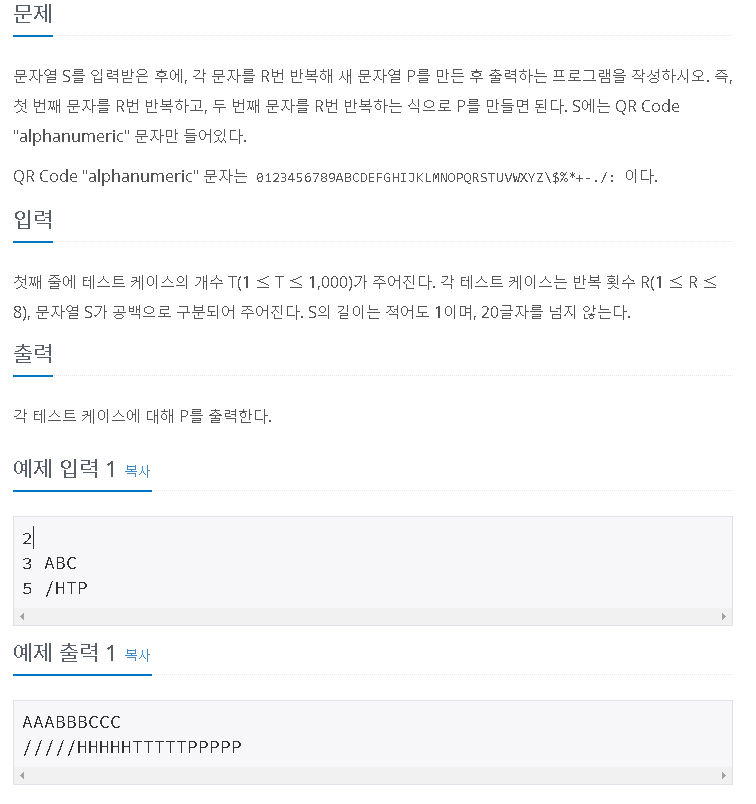 문제
문자열 S를 입력받은 후에, 각 문자를 R번 반복해 새 문자열 P를 만든 후 출력하는 프로그램을 작성하시오. 즉,
첫 번째 문자를 R번 반복하고, 두 번째 문자를 R번 반복하는 식으로 P를 만들면 된다. S에는 QR Code
"alphanumeric" 문자만 들어있다.
QR Code "alphanumeric" 문자는 0123456789ABCDEFGHIJKLMNOPQRSTUVWXYZ\$%*+-./: 이다.
입력
첫째 줄에 테스트 케이스의 개수 T(1 ≤ T ≤ 1,000)가 주어진다. 각 테스트 케이스는 반복 횟수 R(1 ≤ R ≤
8), 문자열 S가 공백으로 구분되어 주어진다. S의 길이는 적어도 1이며, 20글자를 넘지 않는다.
출력
각 테스트 케이스에 대해 P를 출력한다.
예제 입력 1 복사
2
3 ABC
5 /HTP
예제 출력 1 복사
AAABBBCCC
/////HHHHHTTTTTPPPPP